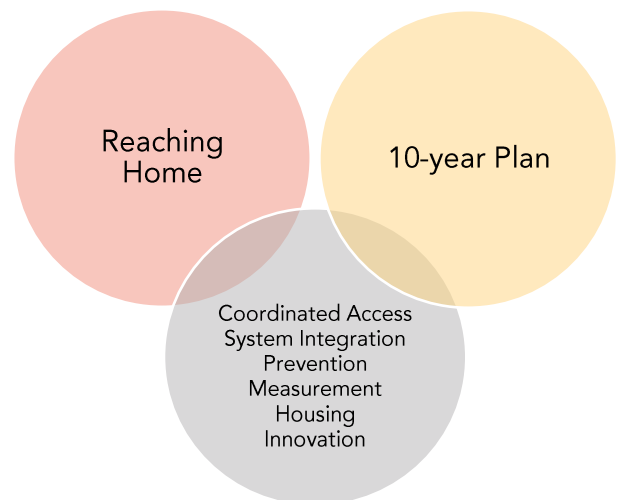 Reaching
Home
10-year Plan
Coordinated Access
System Integration
Prevention
Measurement
Housing
Innovation